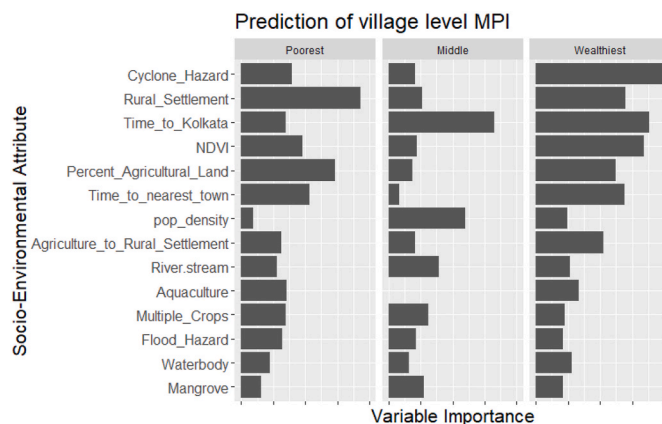 Prediction of village level MPI
Poorest Middle Wealthiest
Socio-Environmental Attribute
Cyclone_Hazard
Rural_Settlement
Time_to_Kolkata
NDVI
Percent_Agricultural_Land
Time_to_nearest_town
pop_density
Agriculture_to_Rural_Settlement
River.stream
Aquaculture
Multiple_Crops
Flood_Hazard
Waterbody
Mangrove
Variable Importance